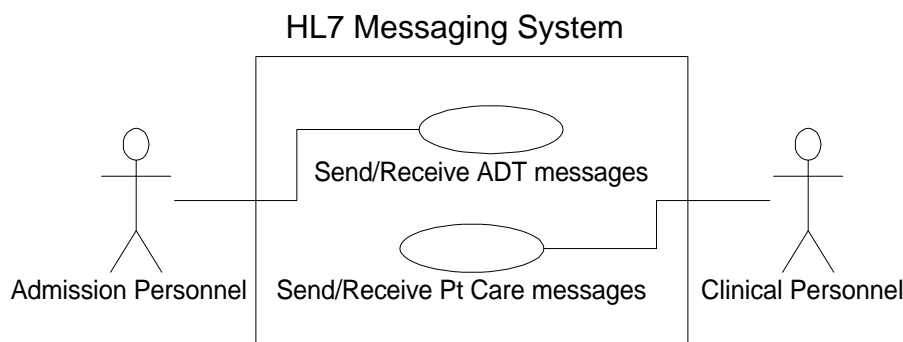 HL7 Messaging System
Send/Receive ADT messages
Admission Personnel
Send/Receive Pt Care messages
Clinical Personnel